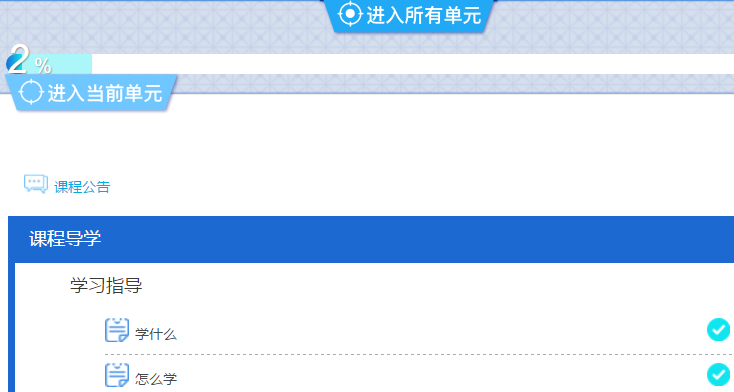 进入所有单元
2%
进入当前单元
课程公告
课程导学
学习指导
学什么
怎么学